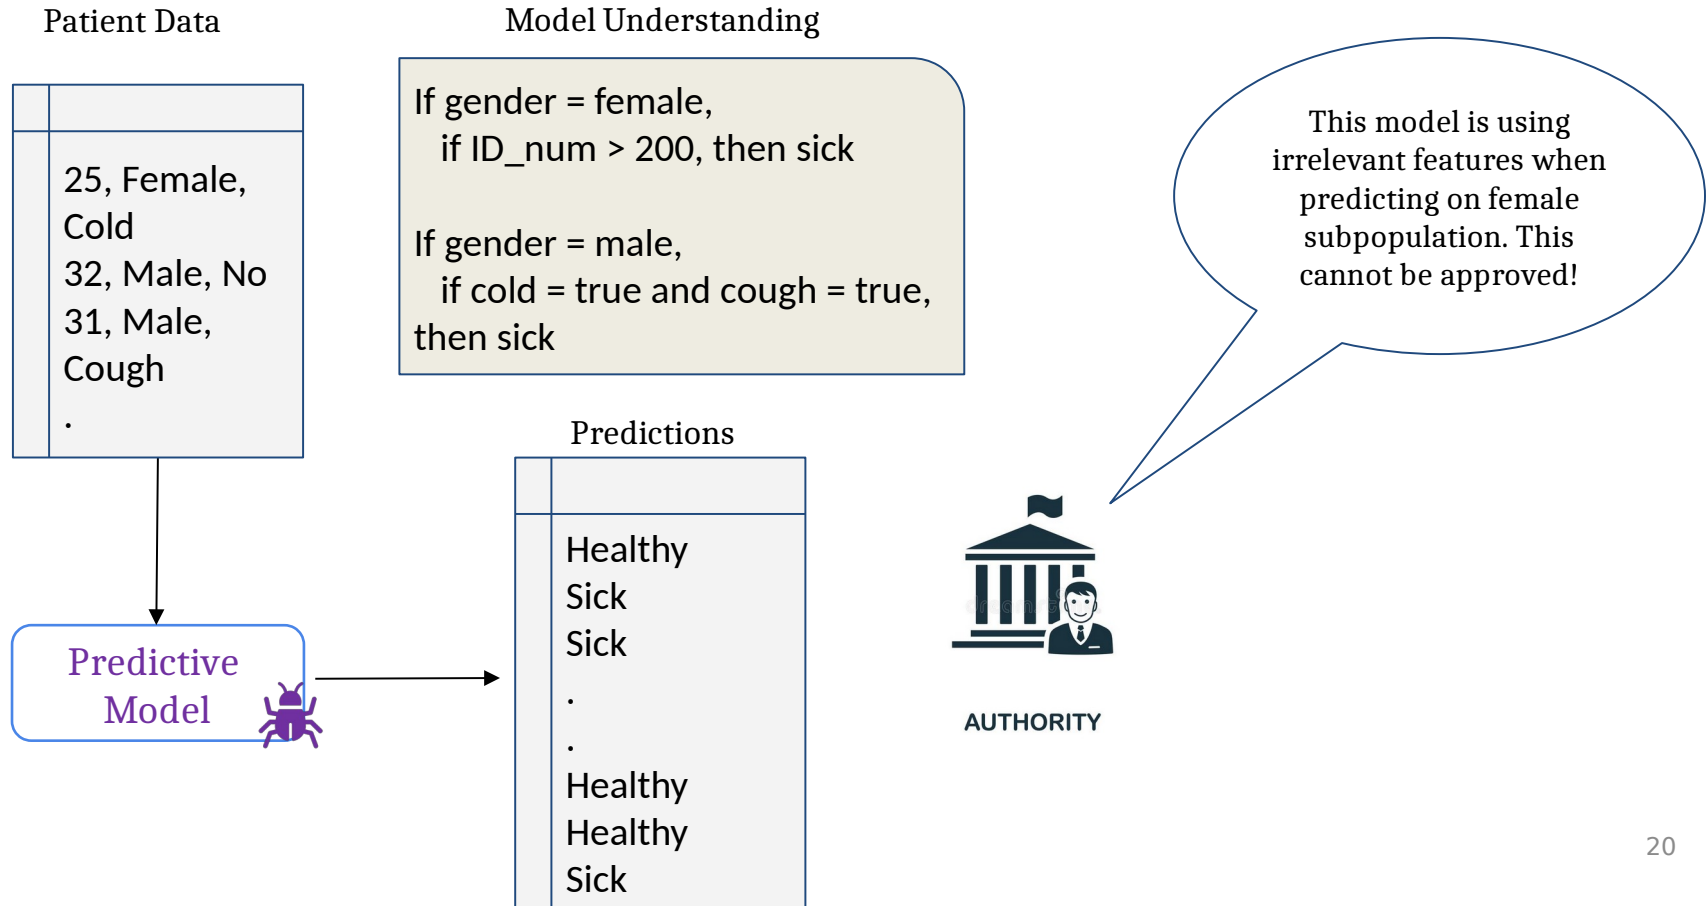 Patient Data
25, Female,
Cold
32, Male, No
31, Male,
Cough
.
Model Understanding
If gender = female,
if ID_num > 200, then sick
If gender = male,
if cold = true and cough = true,
then sick
This model is using
irrelevant features when
predicting on female
subpopulation. This
cannot be approved!
Predictive
Model
Predictions
Healthy
Sick
Sick
.
.
Healthy
Healthy
Sick
AUTHORITY
20